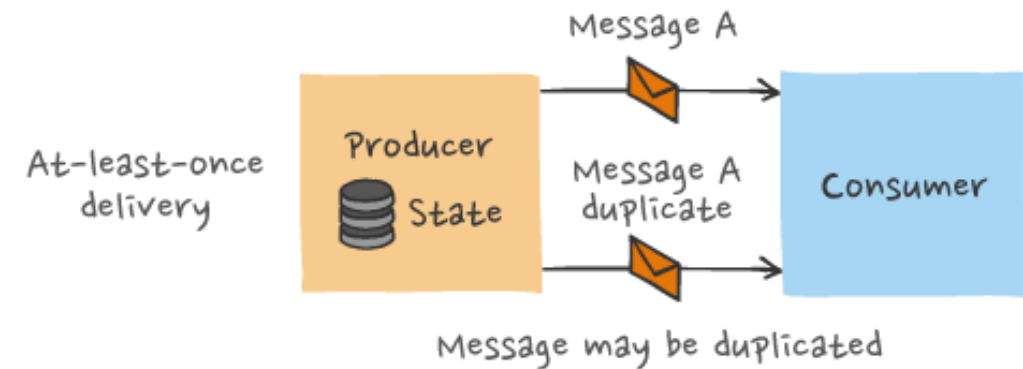 Message A
At-least-once
delivery
Producer
State
Message A
duplicate
Consumer
Message may be duplicated